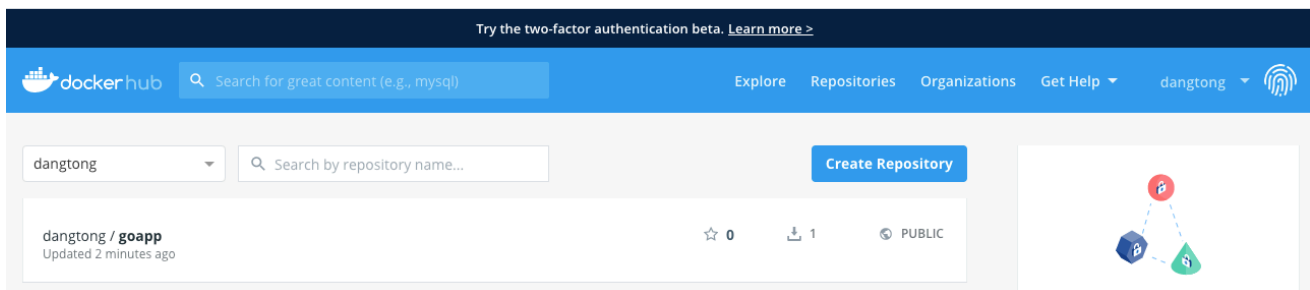 Try the two-factor authentication beta. Learn more >
dockerhub Search for great content (e.g., mysql) Explore Repositories Organizations Get Help dangtong
dangtong Search by repository name... Create Repository
dangtong / goapp 0 1 PUBLIC
Updated 2 minutes ago